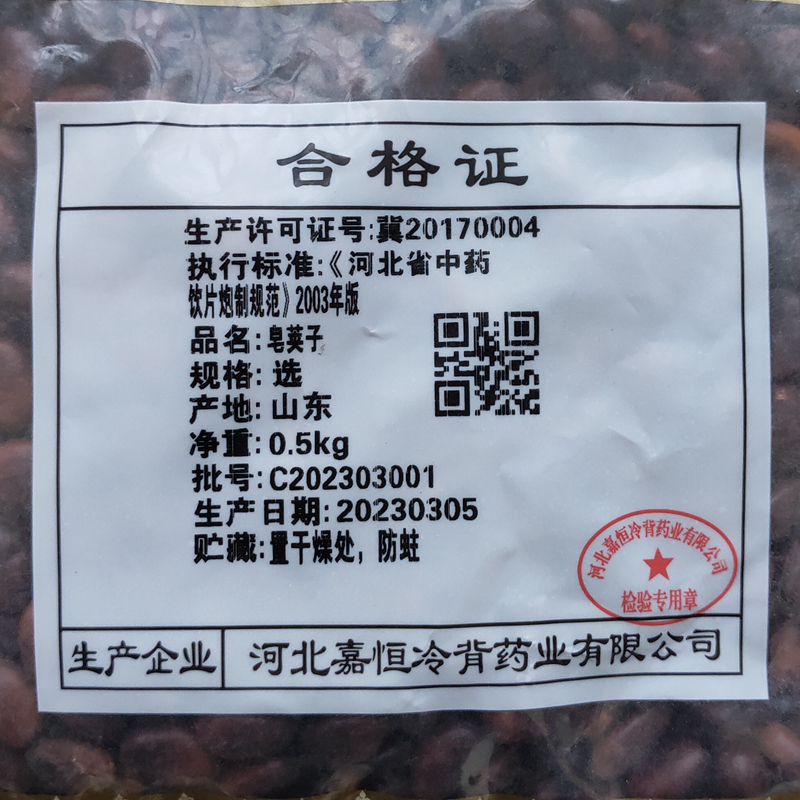 合格证
生产许可证号:冀20170004
执行标准:《河北省中药
饮片炮制规范》2003年版
品名:皂荚子
规格:选
产地:山东
净重:0.5kg
批号:C202303001
生产日期:20230305
贮藏:置干燥处，防蛀
河北嘉恒冷背药业有限公司
检验专用章
生产企业 河北嘉恒冷背药业有限公司